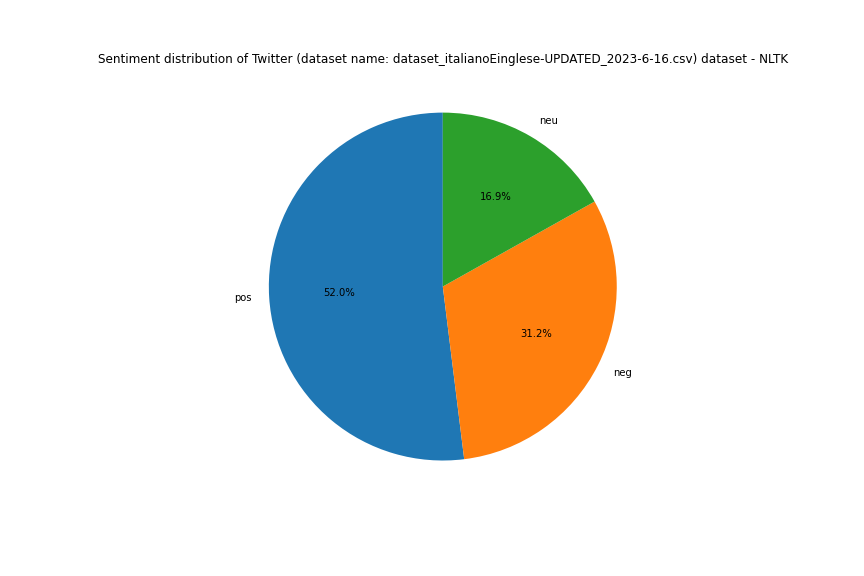 Sentiment distribution of Twitter (dataset name: dataset_italianoEinglese-UPDATED_2023-6-16.csv) dataset - NLTK
neu
16.9%
pos
52.0%
31.2%
neg